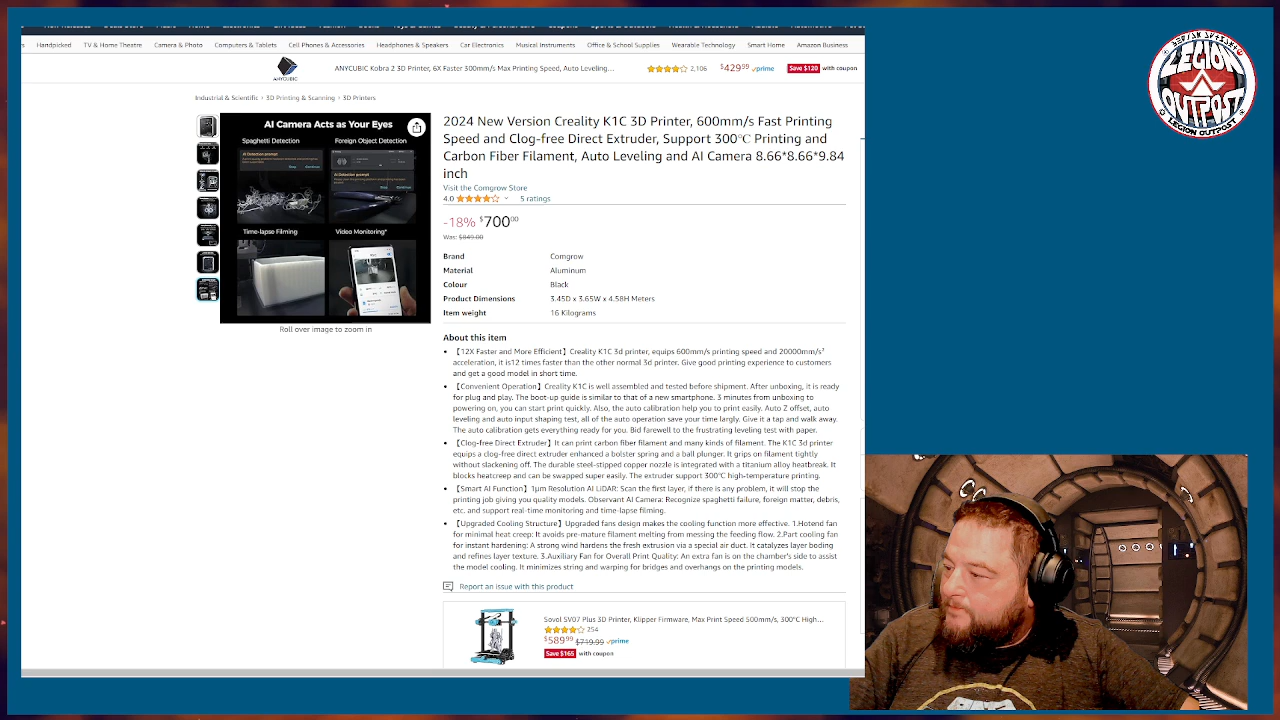 Handpicked TV & Home Theatre Camera & Photo Computers & Tablets Cell Phones & Accessories Headphones & Speakers Car Electronics Musical Instruments Office & School Supplies Wearable Technology Smart Home Amazon Business
ANYCUBIC
ANYCUBIC Kobra 2 3D Printer, 6X Faster 300mm/s Max Printing Speed, Auto Leveling… 2,106 $429⁹⁹ prime Save $120 with coupon
Industrial & Scientific › 3D Printing & Scanning › 3D Printers
AI Camera Acts as Your Eyes
Spaghetti Detection Foreign Object Detection
Time-lapse Filming Video Monitoring*
Roll over image to zoom in
2024 New Version Creality K1C 3D Printer, 600mm/s Fast Printing
Speed and Clog-free Direct Extruder, Support 300℃ Printing and
Carbon Fiber Filament, Auto Leveling and AI Camera 8.66*8.66*9.84
inch
Visit the Comgrow Store
4.0 5 ratings
-18% $700⁰⁰
Was: $849.00
Brand Comgrow
Material Aluminum
Colour Black
Product Dimensions 3.45D x 3.65W x 4.58H Meters
Item weight 16 Kilograms
About this item
• 【12X Faster and More Efficient】Creality K1C 3d printer, equips 600mm/s printing speed and 20000mm/s²
acceleration, it is12 times faster than the other normal 3d printer. Give good printing experience to customers
and get a good model in short time.
• 【Convenient Operation】Creality K1C is well assembled and tested before shipment. After unboxing, it is ready
for plug and play. The boot-up guide is similar to that of a new smartphone. 3 minutes from unboxing to
powering on, you can start print quickly. Also, the auto calibration help you to print easily. Auto Z offset, auto
leveling and auto input shaping test, all of the auto operation save your time largely. Give it a tap and walk away.
The auto calibration gets everything ready for you. Bid farewell to the frustrating leveling test with paper.
• 【Clog-free Direct Extruder】It can print carbon fiber filament and many kinds of filament. The K1C 3d printer
equips a clog-free direct extruder enhanced a bolster spring and a ball plunger. It grips on filament tightly
without slackening off. The durable steel-stipped copper nozzle is integrated with a titanium alloy heatbreak. It
blocks heatcreep and can be swapped super easily. The extruder support 300℃ high-temperature printing.
• 【Smart AI Function】1μm Resolution AI LiDAR: Scan the first layer, if there is any problem, it will stop the
printing job giving you quality models. Observant AI Camera: Recognize spaghetti failure, foreign matter, debris,
etc. and support real-time monitoring and time-lapse filming.
• 【Upgraded Cooling Structure】Upgraded fans design makes the cooling function more effective. 1.Hotend fan
for minimal heat creep: It avoids pre-mature filament melting from messing the feeding flow. 2.Part cooling fan
for instant hardening: A strong wind hardens the fresh extrusion via a special air duct. It catalyzes layer boding
and refines layer texture. 3.Auxiliary Fan for Overall Print Quality: An extra fan is on the chamber's side to assist
the model cooling. It minimizes string and warping for bridges and overhangs on the printing models.
Report an issue with this product
Sovol SV07 Plus 3D Printer, Klipper Firmware, Max Print Speed 500mm/s, 300°C High…
254
$589⁹⁹ $719.99 prime
Save $165 with coupon
LEGION
OUTPOST